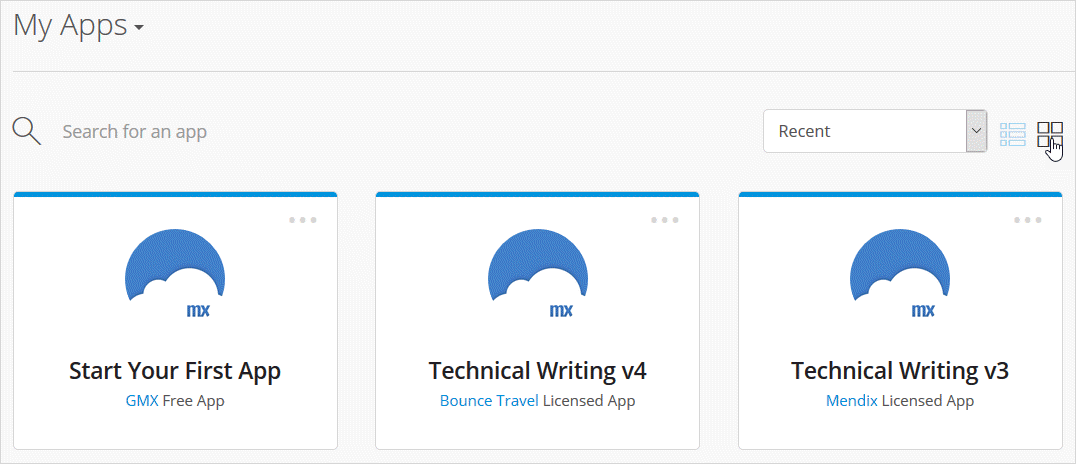 My Apps
Search for an app
Recent
mx
mx
mx
Start Your First App
Technical Writing v4
Technical Writing v3
GMX Free App
Bounce Travel Licensed App
Mendix Licensed App